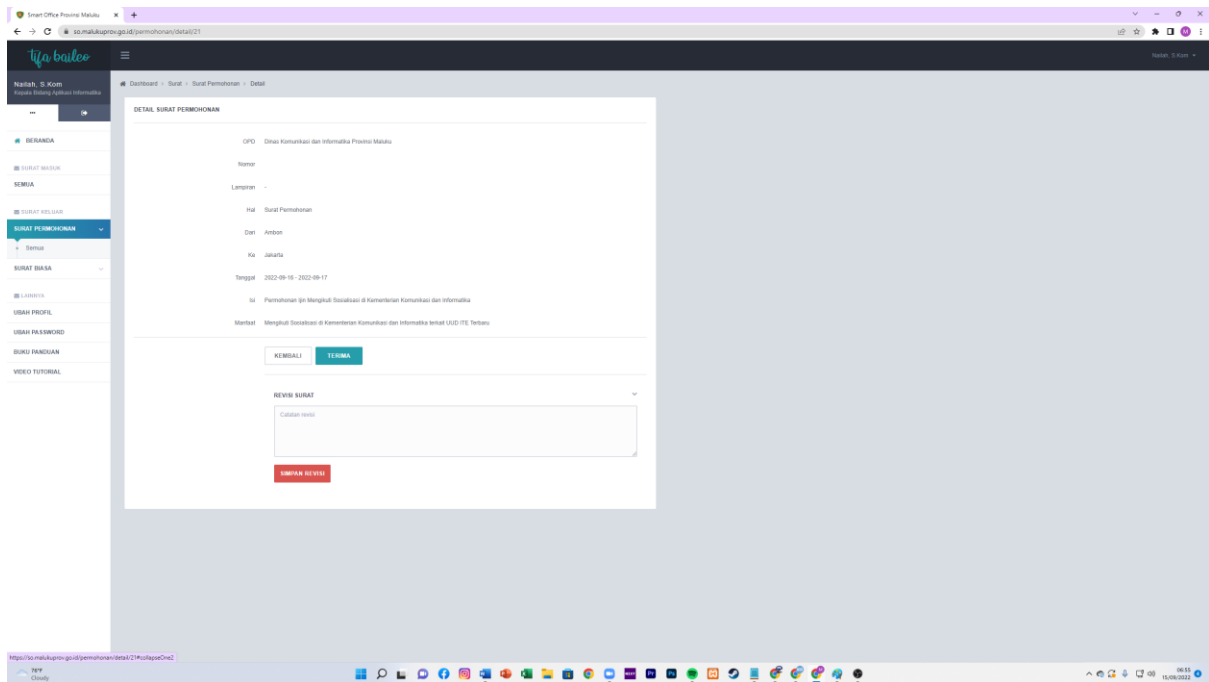 Smart Office Provinsi Maluku
so.malukuprov.go.id/permohonan/detail/21
tifa baileo
Nailah, S.Kom
Nailah, S.Kom
Kepala Bidang Aplikasi Informatika
Dashboard > Surat > Surat Permohonan > Detail
BERANDA
SURAT MASUK
SEMUA
SURAT KELUAR
SURAT PERMOHONAN
Semua
SURAT BIASA
LAINNYA
UBAH PROFIL
UBAH PASSWORD
BUKU PANDUAN
VIDEO TUTORIAL
DETAIL SURAT PERMOHONAN
OPD Dinas Komunikasi dan Informatika Provinsi Maluku
Nomor
Lampiran -
Hal Surat Permohonan
Dari Ambon
Ke Jakarta
Tanggal 2022-09-16 - 2022-09-17
Isi Permohonan Ijin Mengikuti Sosialisasi di Kementerian Komunikasi dan Informatika
Manfaat Mengikuti Sosialisasi di Kementerian Komunikasi dan Informatika terkait UUD ITE Terbaru
KEMBALI TERIMA
REVISI SURAT
Catatan revisi
SIMPAN REVISI
https://so.malukuprov.go.id/permohonan/detail/21#collapseOne2
76°F
Cloudy
06.55
15/09/2022